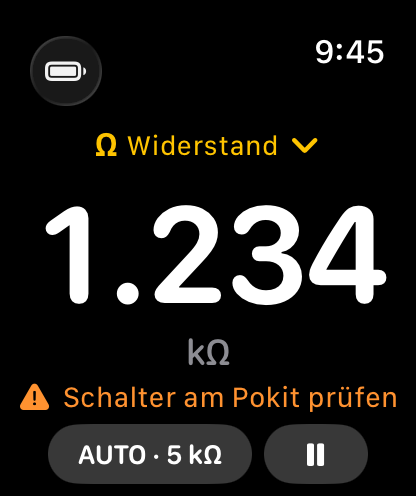 9:45
Ω Widerstand
1.234
kΩ
Schalter am Pokit prüfen
AUTO · 5 kΩ